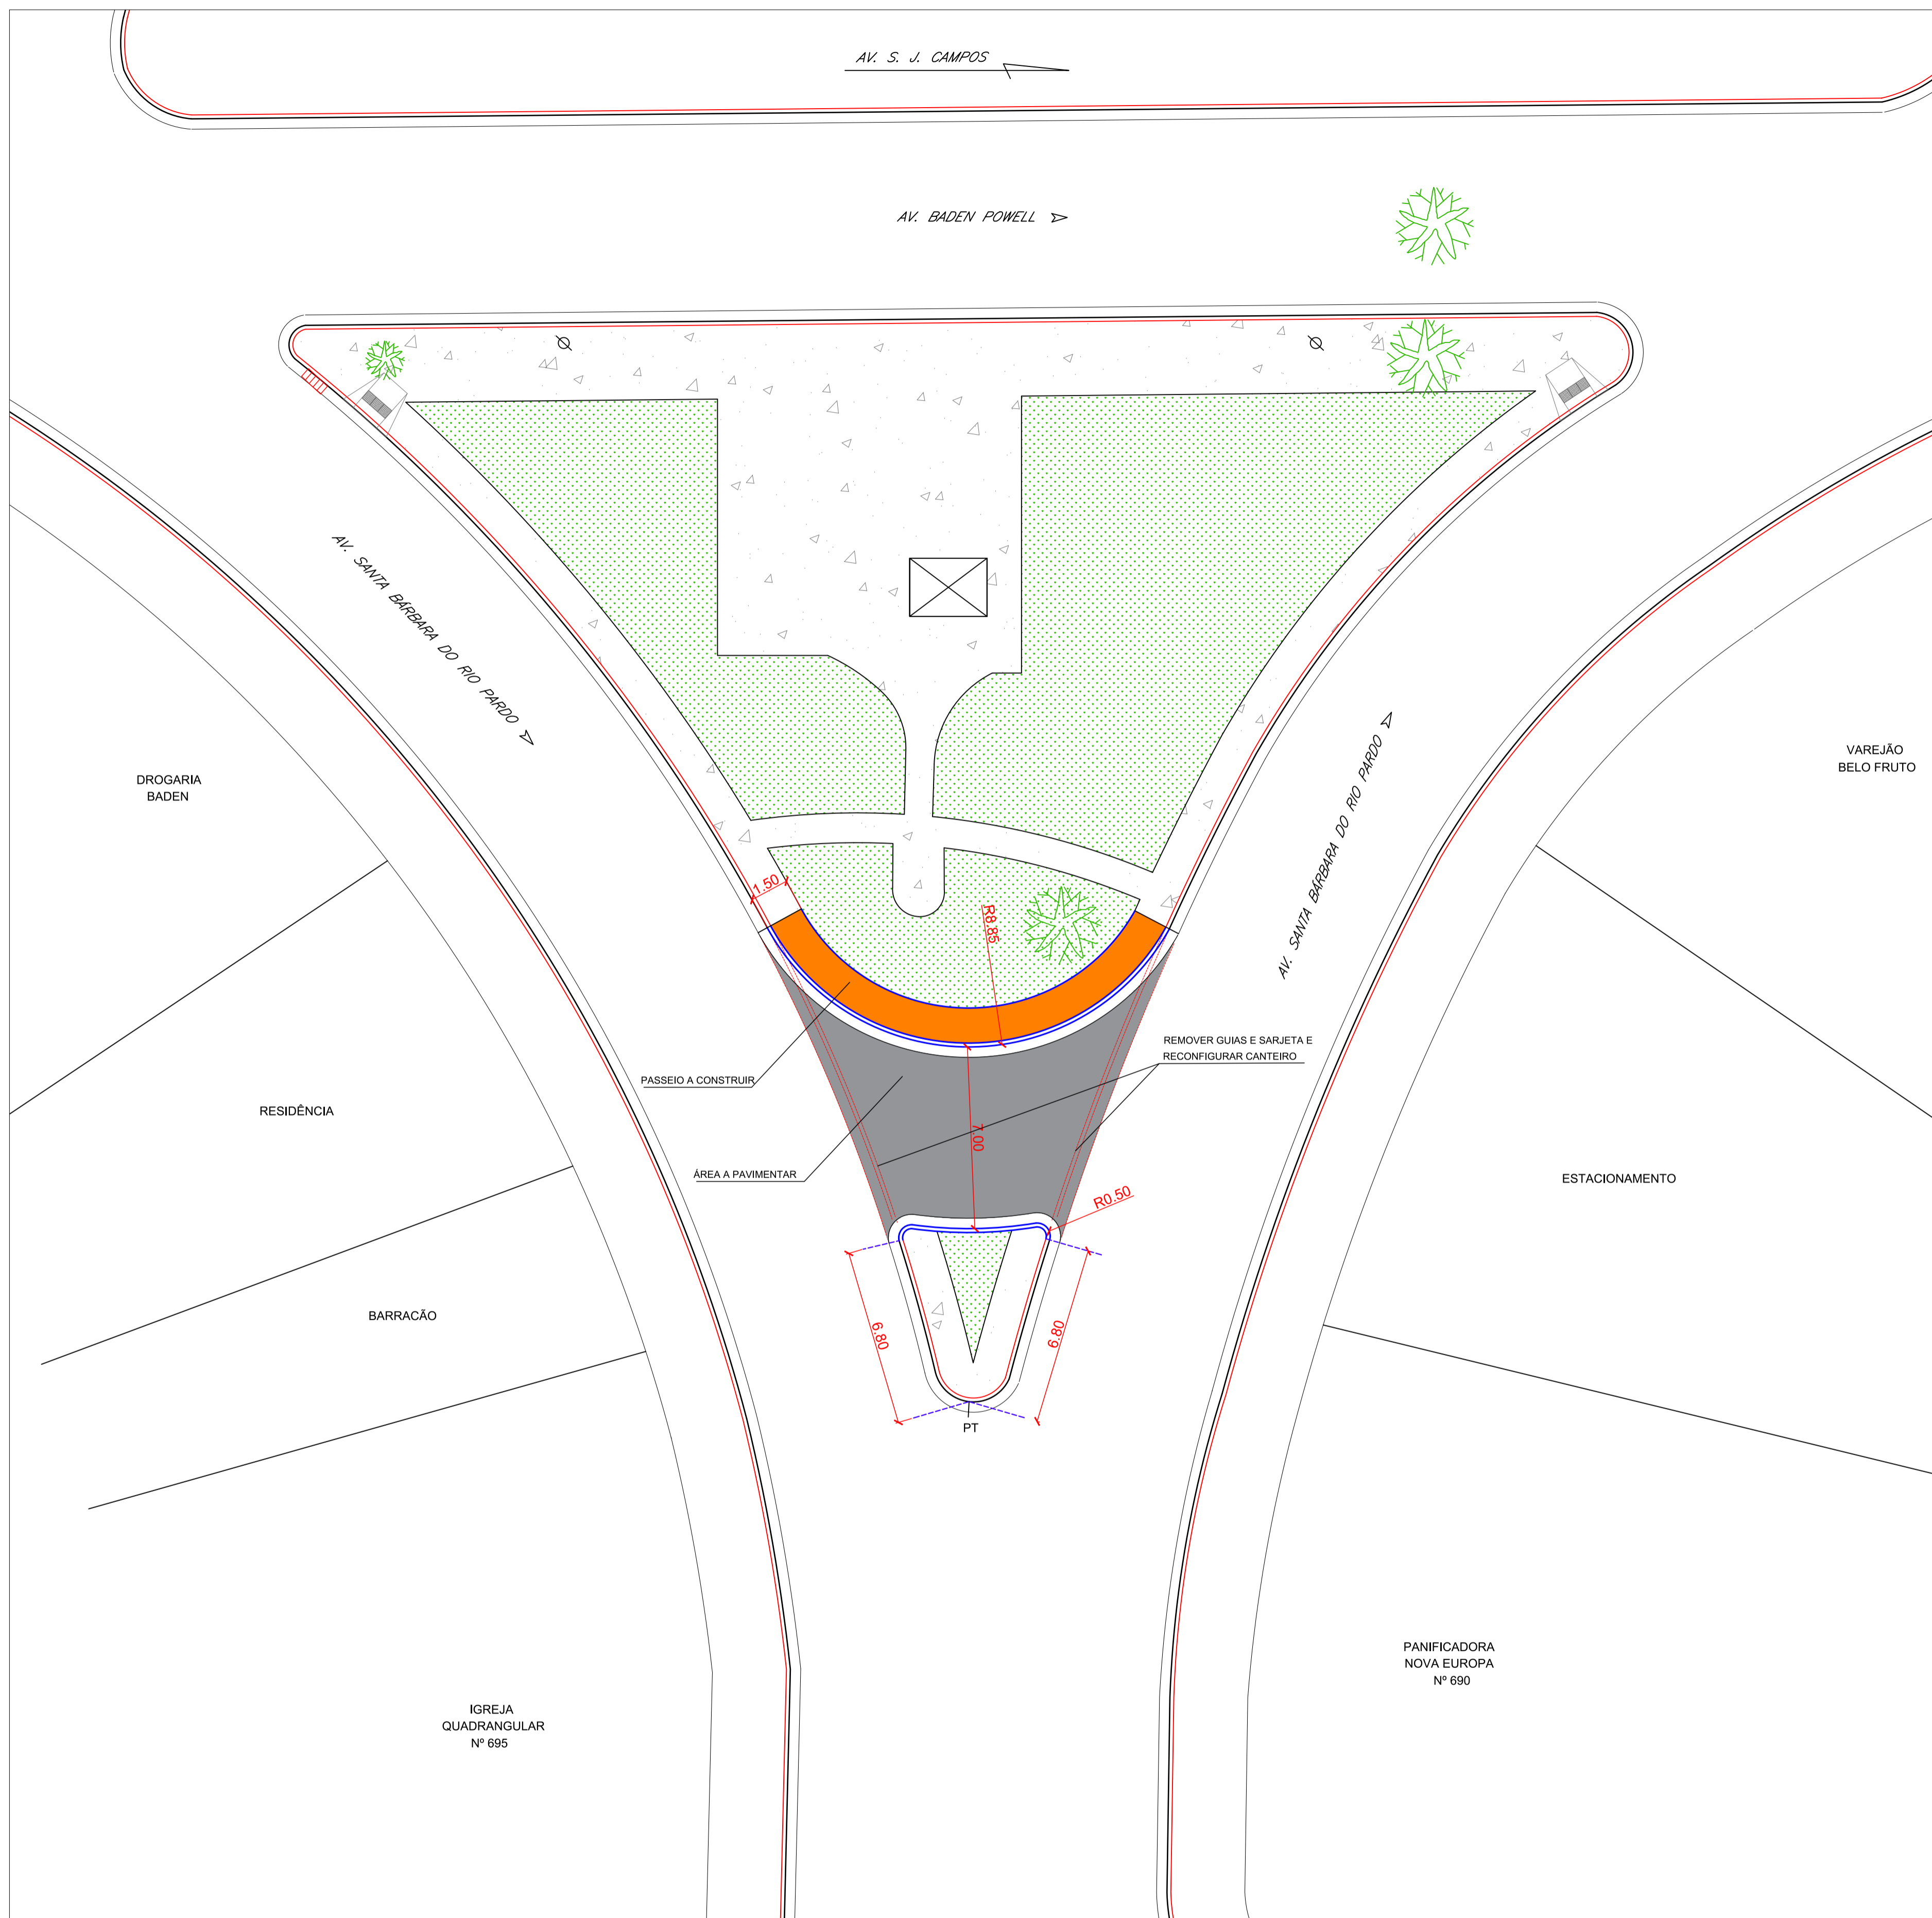 AV. S. J. CAMPOS
AV. BADEN POWELL
AV. SANTA BÁRBARA DO RIO PARDO
AV. SANTA BÁRBARA DO RIO PARDO
DROGARIA
BADEN
VAREJÃO
BELO FRUTO
1.50
R8.85
REMOVER GUIAS E SARJETA E
RECONFIGURAR CANTEIRO
PASSEIO A CONSTRUIR
RESIDÊNCIA
7.00
ÁREA A PAVIMENTAR
ESTACIONAMENTO
R0.50
BARRACÃO
6.80
6.80
PT
PANIFICADORA
NOVA EUROPA
Nº 690
IGREJA
QUADRANGULAR
Nº 695